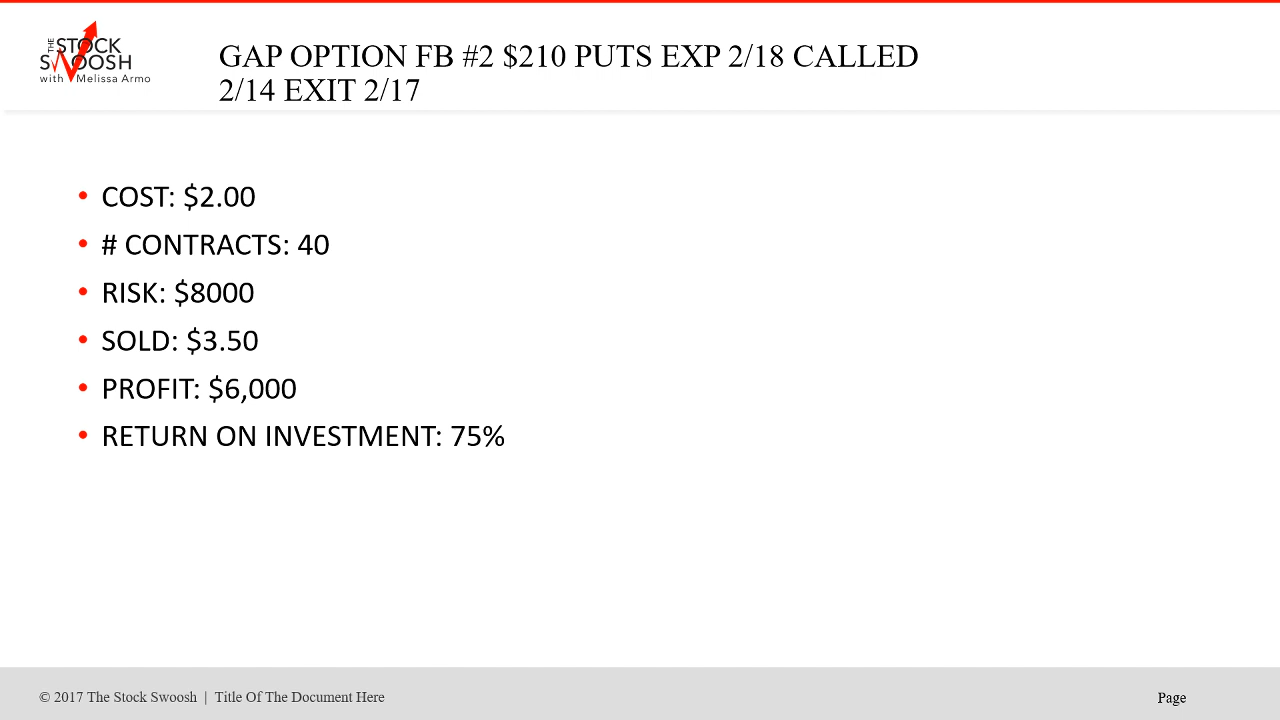 THE
STOCK
SWOOSH
with Melissa Armo
GAP OPTION FB #2 $210 PUTS EXP 2/18 CALLED
2/14 EXIT 2/17
• COST: $2.00
• # CONTRACTS: 40
• RISK: $8000
• SOLD: $3.50
• PROFIT: $6,000
• RETURN ON INVESTMENT: 75%
© 2017 The Stock Swoosh | Title Of The Document Here
Page